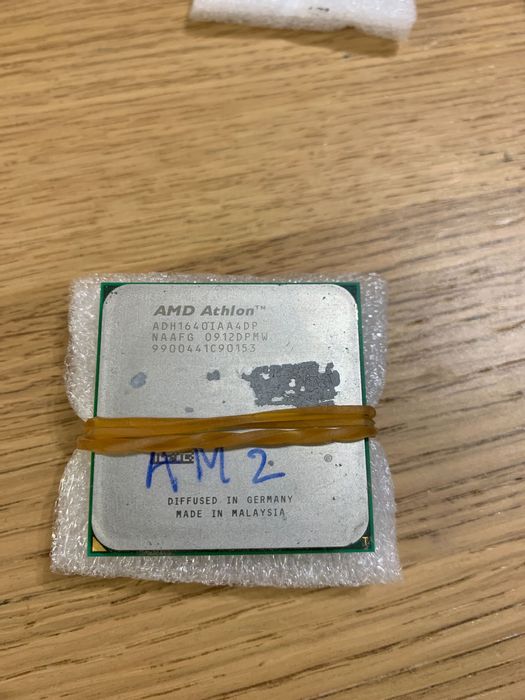 AMD Athlon™
ADH1640IAA4DP
NAAFG 0912DPMW
9900441C90153
AM2
®
DIFFUSED IN GERMANY
MADE IN MALAYSIA